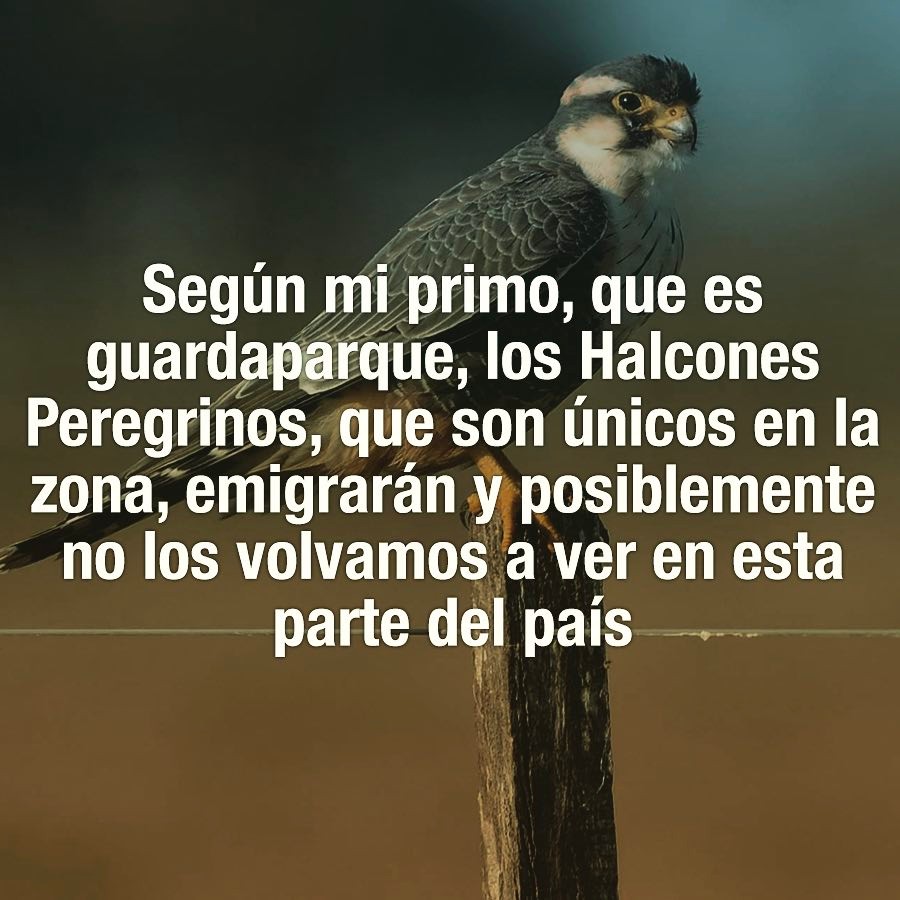 Según mi primo, que es
guardaparque, los Halcones
Peregrinos, que son únicos en la
zona, emigrarán y posiblemente
no los volvamos a ver en esta
parte del país